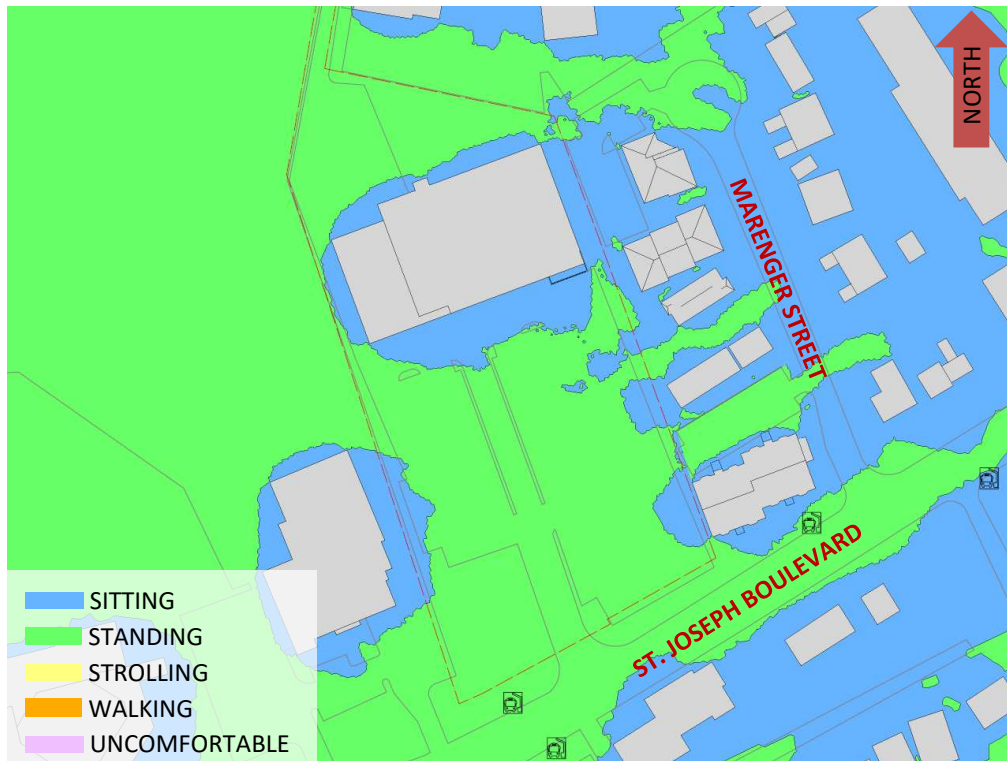 NORTH
MARENGER STREET
ST. JOSEPH BOULEVARD
SITTING
STANDING
STROLLING
WALKING
UNCOMFORTABLE